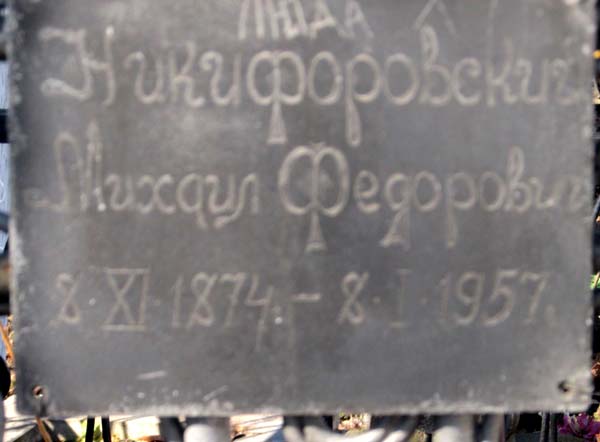 ЛЮДА
Никифоровский
Михаил Федорович
8·XI·1874.–8·I·1957.